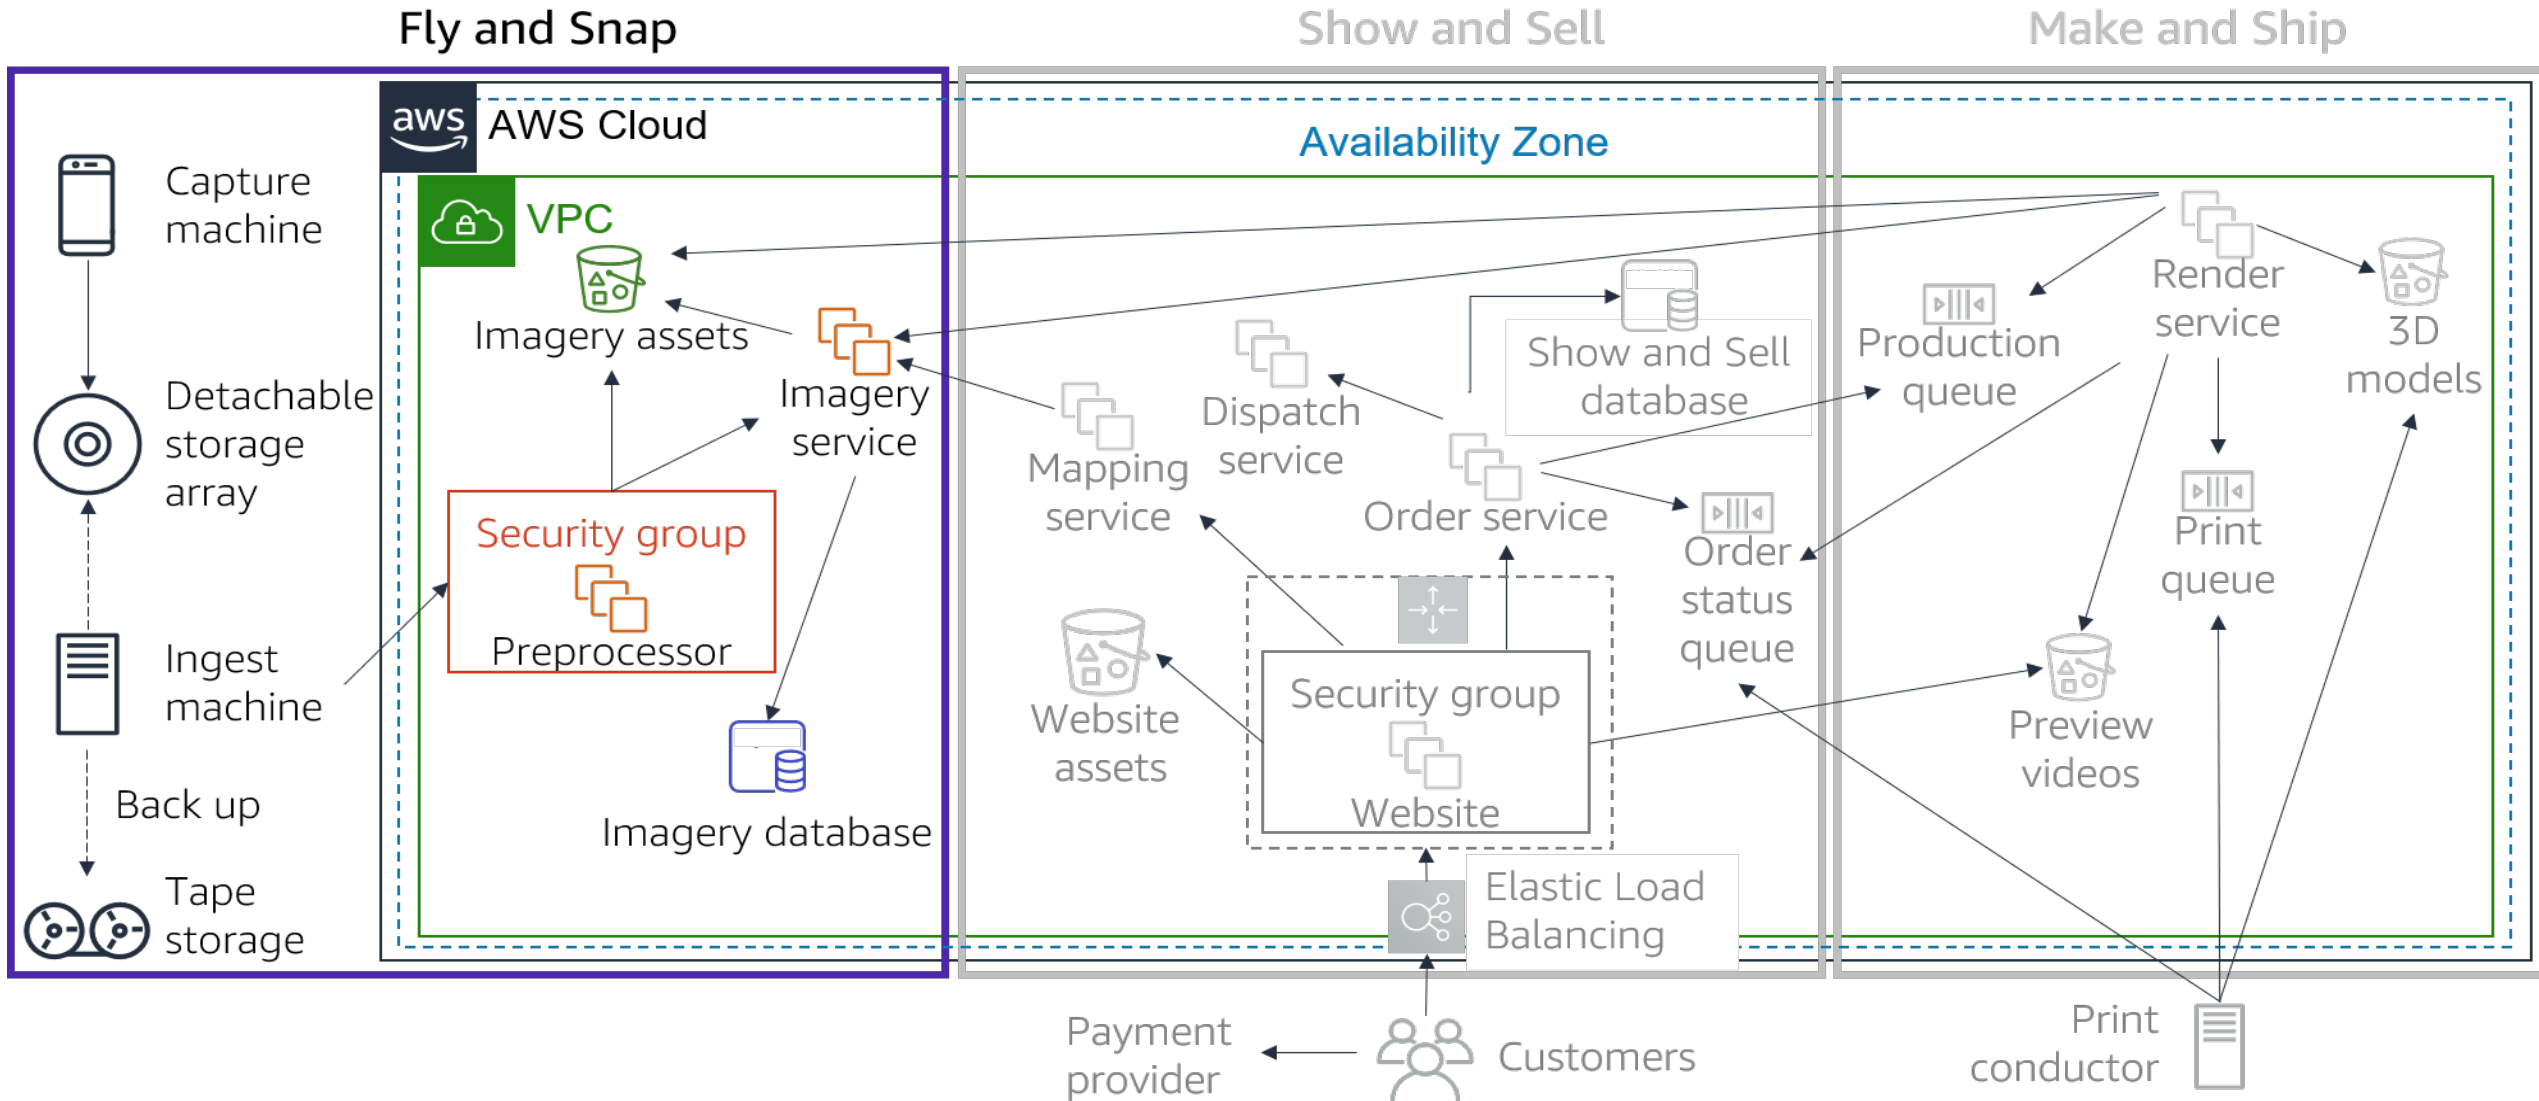 Fly and Snap
Show and Sell
Make and Ship
aws
AWS Cloud
Availability Zone
VPC
Capture
machine
Detachable
storage
array
Ingest
machine
Back up
Tape
storage
Imagery assets
Imagery
service
Security group
Preprocessor
Imagery database
Mapping
service
Dispatch
service
Show and Sell
database
Order service
Order
status
queue
Website
assets
Security group
Website
Elastic Load
Balancing
Payment
provider
Customers
Render
service
Production
queue
3D
models
Print
queue
Preview
videos
Print
conductor